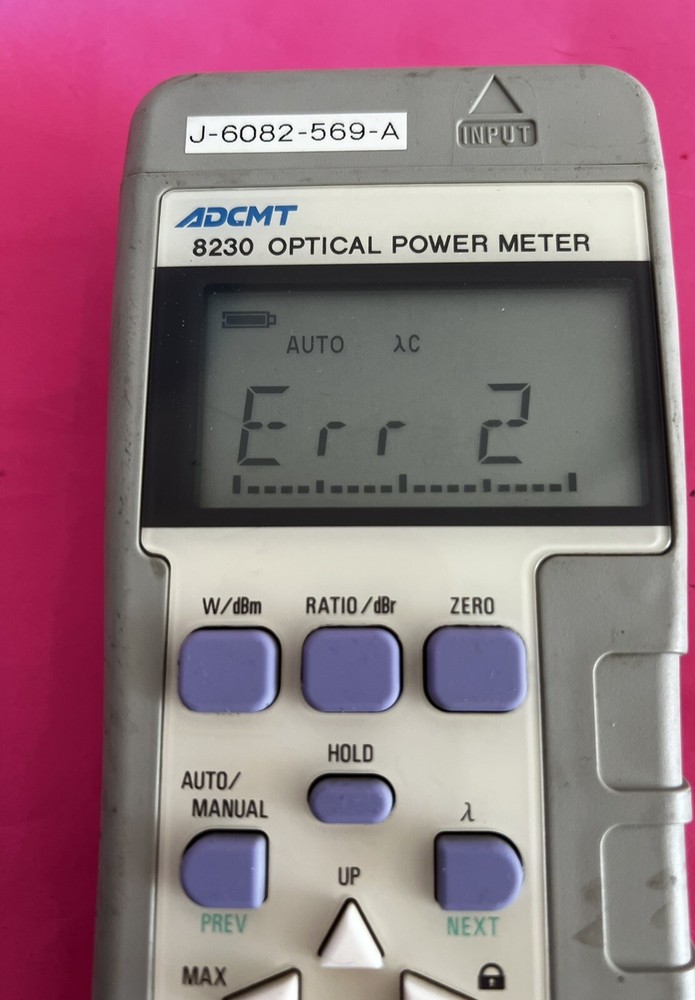 J-6082-569-A
INPUT
ADCMT
8230 OPTICAL POWER METER
AUTO λC
Err 2
W/dBm RATIO/dBr ZERO
HOLD
AUTO/
MANUAL
λ
UP
PREV
NEXT
MAX